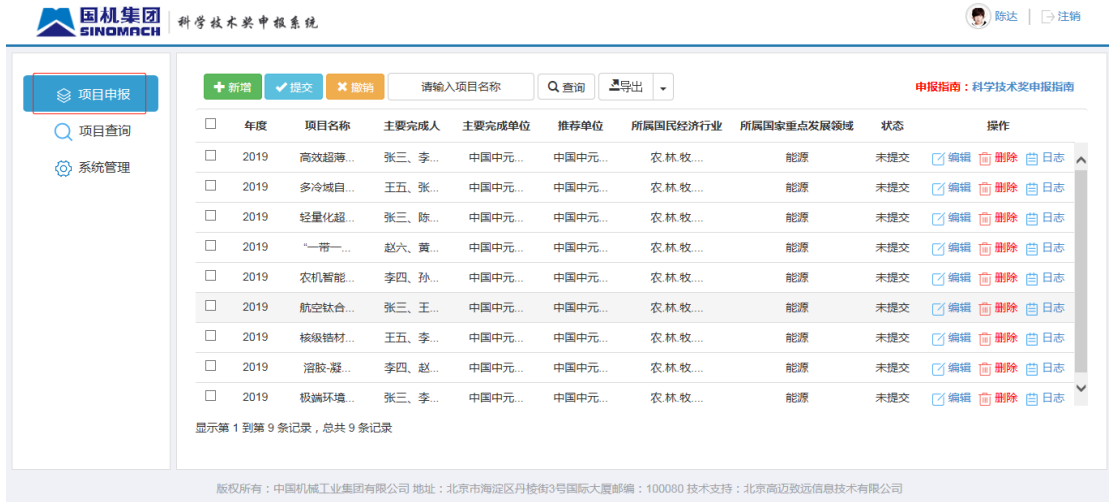 国机集团 SINOMACH 科学技术奖申报系统 陈达 注销
项目申报
项目查询
系统管理
新增 提交 撤销 请输入项目名称 查询 导出 申报指南：科学技术奖申报指南
年度 项目名称 主要完成人 主要完成单位 推荐单位 所属国民经济行业 所属国家重点发展领域 状态 操作
2019 高效超薄... 张三、李... 中国中元... 中国中元... 农.林.牧.... 能源 未提交 编辑 删除 日志
2019 多冷域自... 王五、张... 中国中元... 中国中元... 农.林.牧.... 能源 未提交 编辑 删除 日志
2019 轻量化超... 张三、陈... 中国中元... 中国中元... 农.林.牧.... 能源 未提交 编辑 删除 日志
2019 “一带一... 赵六、黄... 中国中元... 中国中元... 农.林.牧.... 能源 未提交 编辑 删除 日志
2019 农机智能... 李四、孙... 中国中元... 中国中元... 农.林.牧.... 能源 未提交 编辑 删除 日志
2019 航空钛合... 张三、王... 中国中元... 中国中元... 农.林.牧.... 能源 未提交 编辑 删除 日志
2019 核级锆材... 王五、李... 中国中元... 中国中元... 农.林.牧.... 能源 未提交 编辑 删除 日志
2019 溶胶-凝... 李四、赵... 中国中元... 中国中元... 农.林.牧.... 能源 未提交 编辑 删除 日志
2019 极端环境... 张三、李... 中国中元... 中国中元... 农.林.牧.... 能源 未提交 编辑 删除 日志
显示第 1 到第 9 条记录，总共 9 条记录
版权所有：中国机械工业集团有限公司 地址：北京市海淀区丹棱街3号国际大厦邮编：100080 技术支持：北京高迈致远信息技术有限公司